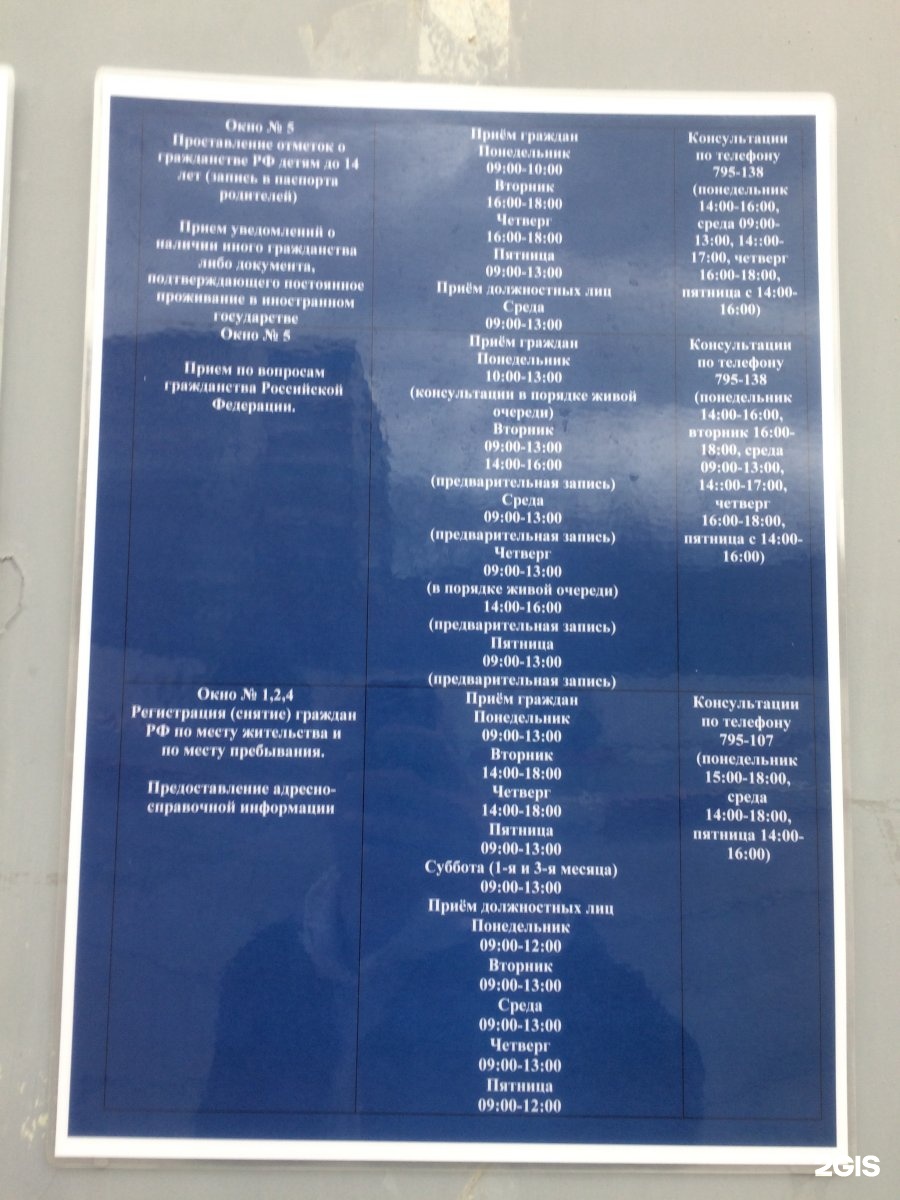 Окно № 5
Проставление отметок о
гражданстве РФ детям до 14
лет (запись в паспорта
родителей)
Прием уведомлений о
наличии иного гражданства
либо документа,
подтверждающего постоянное
проживание в иностранном
государстве
Приём граждан
Понедельник
09:00-10:00
Вторник
16:00-18:00
Четверг
16:00-18:00
Пятница
09:00-13:00
Приём должностных лиц
Среда
09:00-13:00
Консультации
по телефону
795-138
(понедельник
14:00-16:00,
среда 09:00-
13:00, 14::00-
17:00, четверг
16:00-18:00,
пятница с 14:00-
16:00)
Окно № 5
Прием по вопросам
гражданства Российской
Федерации.
Приём граждан
Понедельник
10:00-13:00
(консультации в порядке живой
очереди)
Вторник
09:00-13:00
14:00-16:00
(предварительная запись)
Среда
09:00-13:00
(предварительная запись)
Четверг
09:00-13:00
(в порядке живой очереди)
14:00-16:00
(предварительная запись)
Пятница
09:00-13:00
(предварительная запись)
Консультации
по телефону
795-138
(понедельник
14:00-16:00,
вторник 16:00-
18:00, среда
09:00-13:00,
14::00-17:00,
четверг
16:00-18:00,
пятница с 14:00-
16:00)
Окно № 1,2,4
Регистрация (снятие) граждан
РФ по месту жительства и
по месту пребывания.
Предоставление адресно-
справочной информации
Приём граждан
Понедельник
09:00-13:00
Вторник
14:00-18:00
Четверг
14:00-18:00
Пятница
09:00-13:00
Суббота (1-я и 3-я месяца)
09:00-13:00
Приём должностных лиц
Понедельник
09:00-12:00
Вторник
09:00-13:00
Среда
09:00-13:00
Четверг
09:00-13:00
Пятница
09:00-12:00
Консультации
по телефону
795-107
(понедельник
15:00-18:00,
среда
14:00-18:00,
пятница 14:00-
16:00)
2GIS